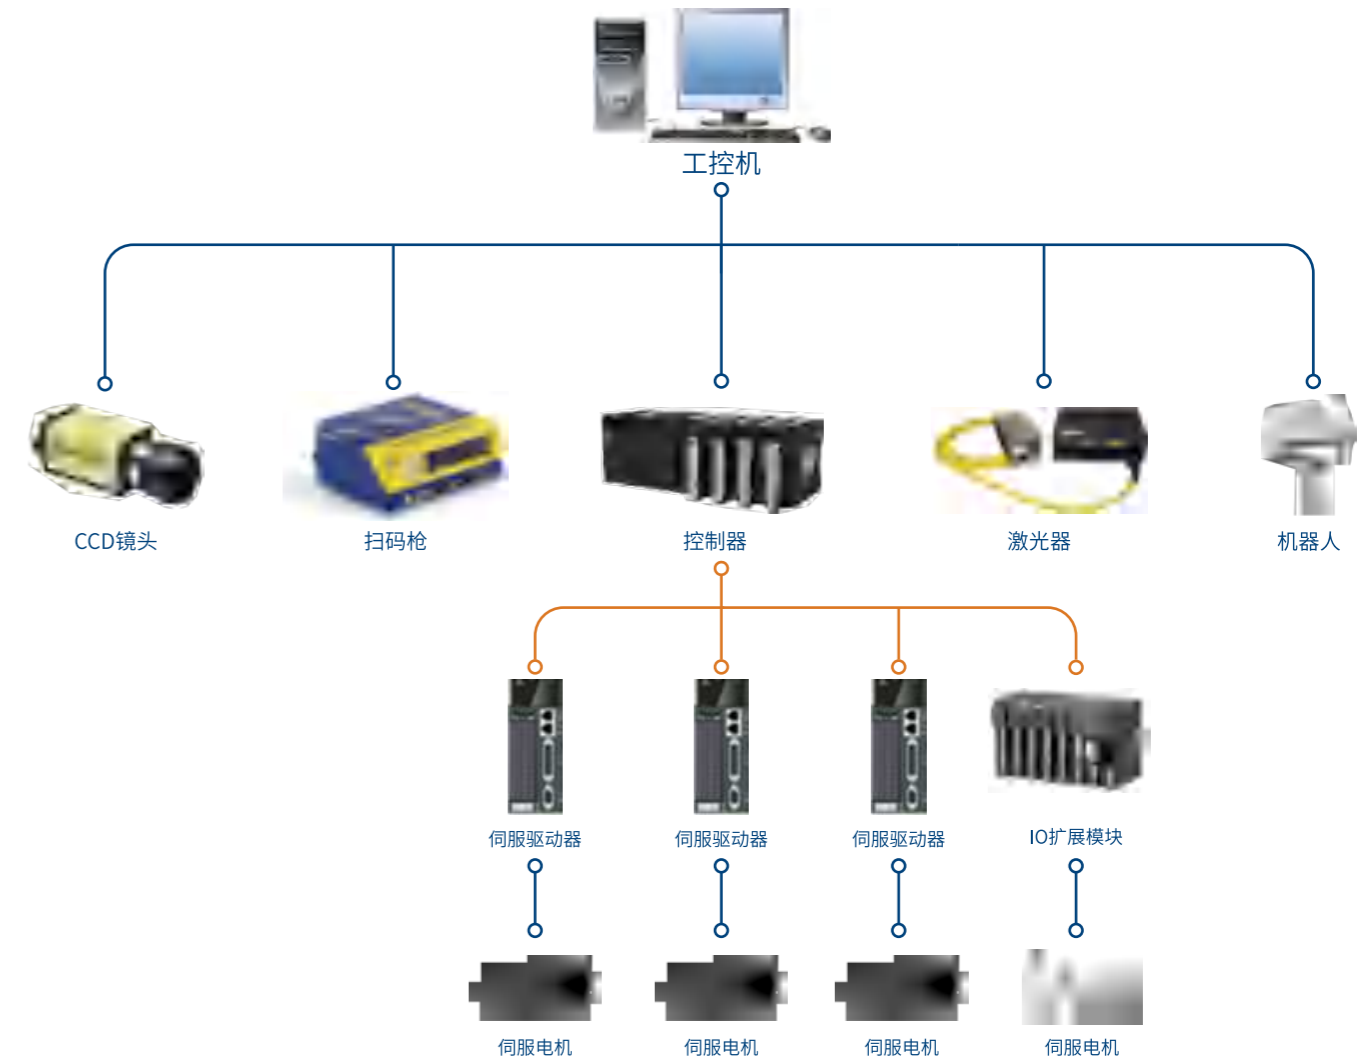 工控机
CCD镜头
扫码枪
控制器
激光器
机器人
伺服驱动器
伺服驱动器
伺服驱动器
IO扩展模块
伺服电机
伺服电机
伺服电机
伺服电机